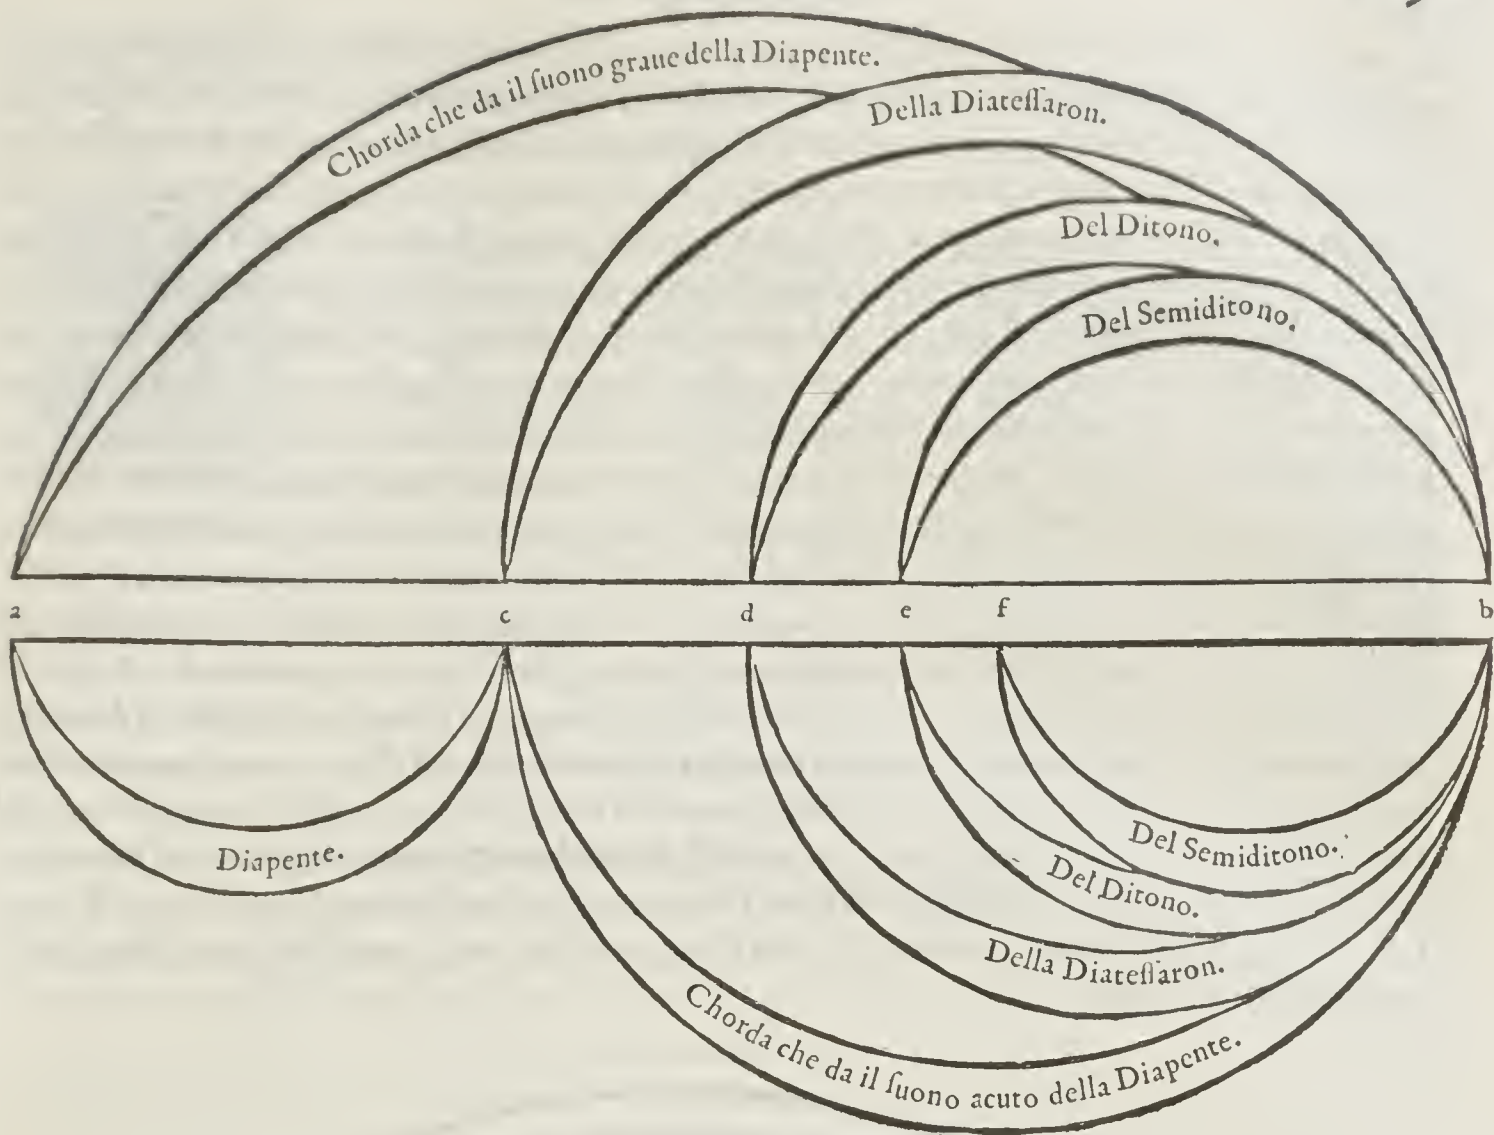 Chorda che da il ſuono graue della Diapente.
Della Diateſſaron.
Del Ditono.
Del Semiditono.
a c d e f b
Diapente.
Del Semiditono.
Del Ditono.
Della Diateſſaron.
Chorda che da il ſuono acuto della Diapente.